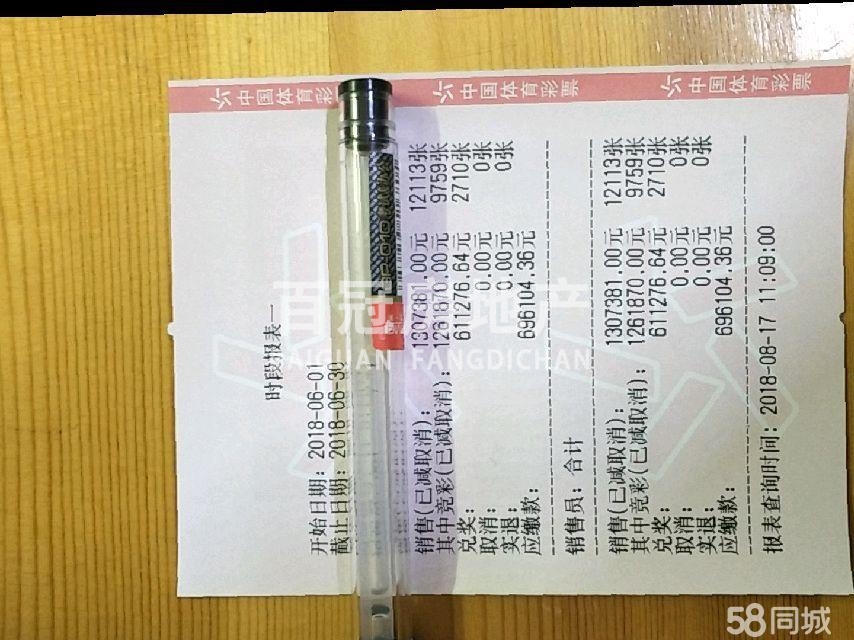 中国体育彩票 中国体育彩票 中国体育彩
时段报表一
开始日期：2018-06-01
截止日期：2018-06-30
销售(已减取消)： 1307381.00元 12113张
其中竞彩(已减取消)： 1261870.00元 9759张
兑奖： 611276.64元 2710张
取消： 0.00元 0张
实退： 0.00元 0张
应缴款： 696104.36元
销售员：合计
销售(已减取消)： 1307381.00元 12113张
其中竞彩(已减取消)： 1261870.00元 9759张
兑奖： 611276.64元 2710张
取消： 0.00元 0张
实退： 0.00元 0张
应缴款： 696104.36元
报表查询时间：2018-08-17 11:09:00
百冠 地产
BAIGUAN FANGDICHAN
58同城